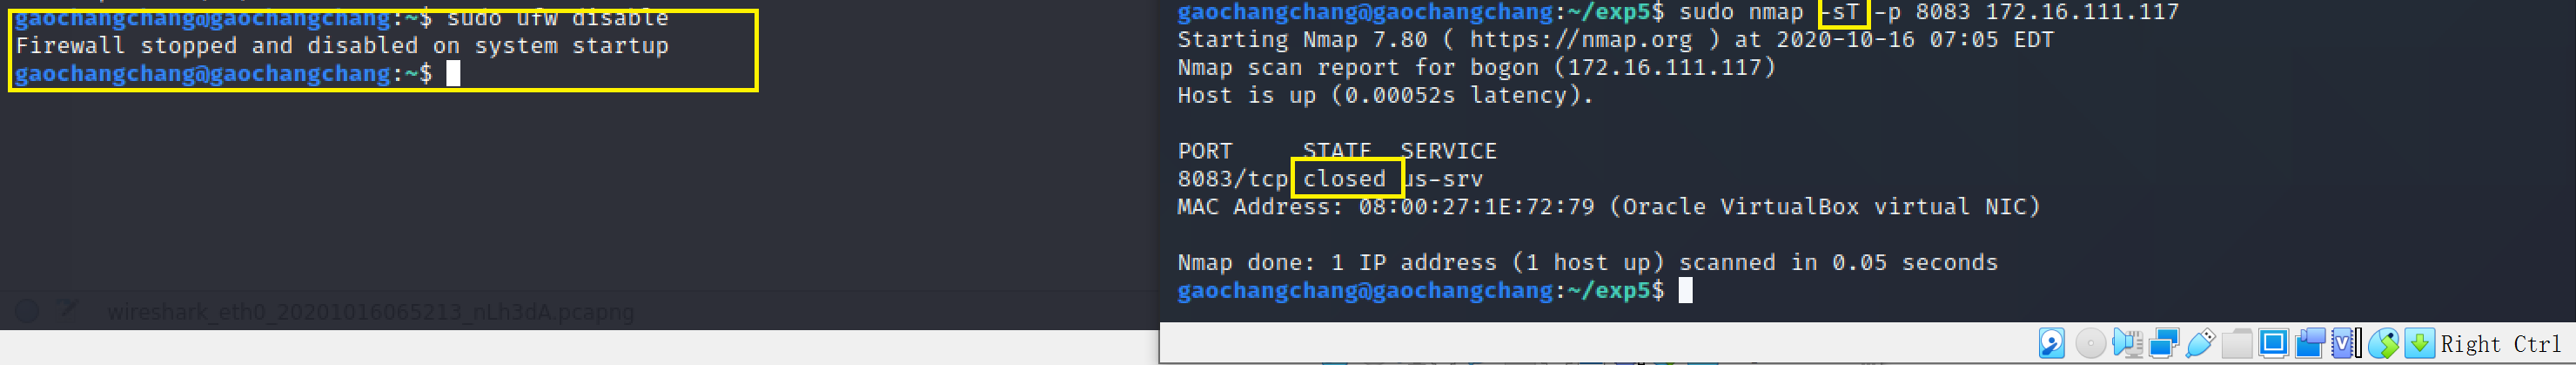 gaochangchang@gaochangchang:~$ sudo ufw disable
Firewall stopped and disabled on system startup
gaochangchang@gaochangchang:~$
wireshark_eth0_20201016065213_nLh3dA.pcapng
gaochangchang@gaochangchang:~/exp5$ sudo nmap -sT -p 8083 172.16.111.117
Starting Nmap 7.80 ( https://nmap.org ) at 2020-10-16 07:05 EDT
Nmap scan report for bogon (172.16.111.117)
Host is up (0.00052s latency).
PORT     STATE  SERVICE
8083/tcp closed us-srv
MAC Address: 08:00:27:1E:72:79 (Oracle VirtualBox virtual NIC)
Nmap done: 1 IP address (1 host up) scanned in 0.05 seconds
gaochangchang@gaochangchang:~/exp5$
Right Ctrl